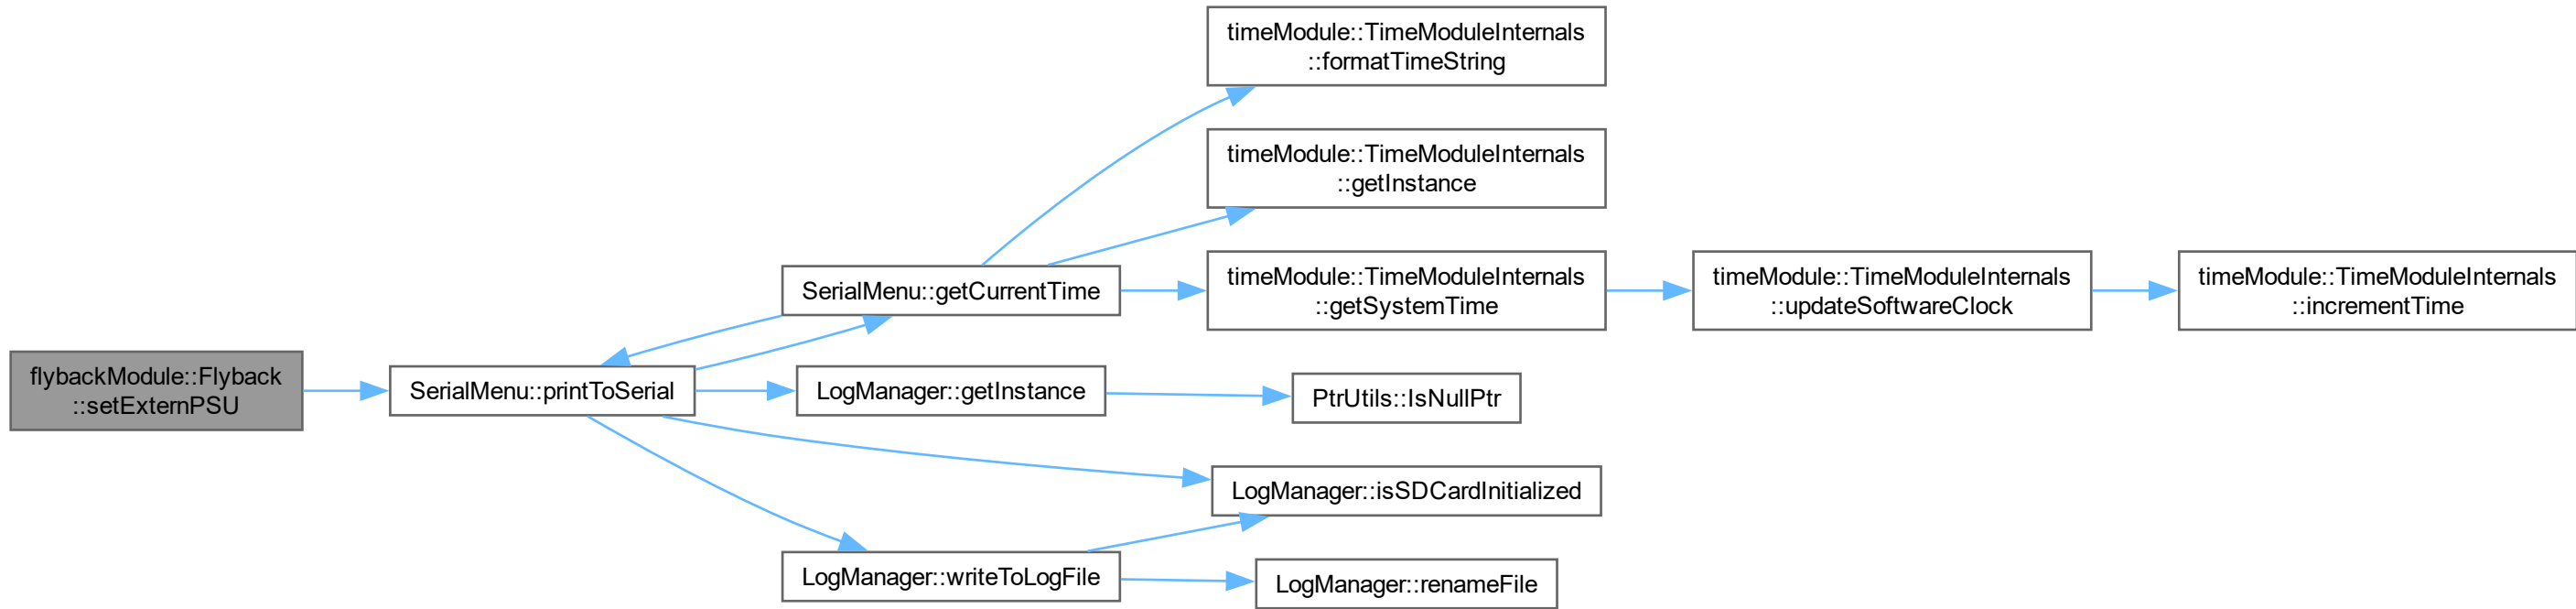 timeModule::TimeModuleInternals
::formatTimeString
timeModule::TimeModuleInternals
::getInstance
SerialMenu::getCurrentTime
timeModule::TimeModuleInternals
::getSystemTime
timeModule::TimeModuleInternals
::updateSoftwareClock
timeModule::TimeModuleInternals
::incrementTime
flybackModule::Flyback
::setExternPSU
SerialMenu::printToSerial
LogManager::getInstance
PtrUtils::IsNullPtr
LogManager::isSDCardInitialized
LogManager::writeToLogFile
LogManager::renameFile